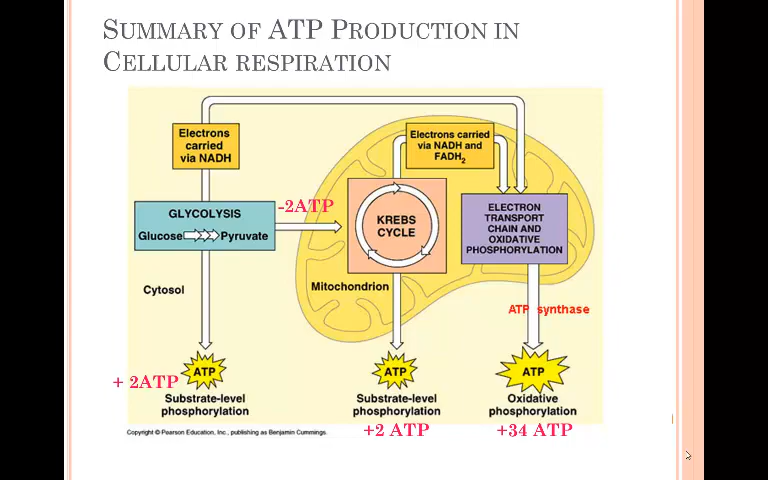 SUMMARY OF ATP PRODUCTION IN
CELLULAR RESPIRATION
Electrons
carried
via NADH
Electrons carried
via NADH and
FADH2
GLYCOLYSIS
Glucose Pyruvate
-2ATP
KREBS
CYCLE
ELECTRON
TRANSPORT
CHAIN AND
OXIDATIVE
PHOSPHORYLATION
Cytosol
Mitochondrion
ATP synthase
ATP
ATP
ATP
+ 2ATP
Substrate-level
phosphorylation
Substrate-level
phosphorylation
Oxidative
phosphorylation
+2 ATP
+34 ATP
Copyright © Pearson Education, Inc., publishing as Benjamin Cummings.